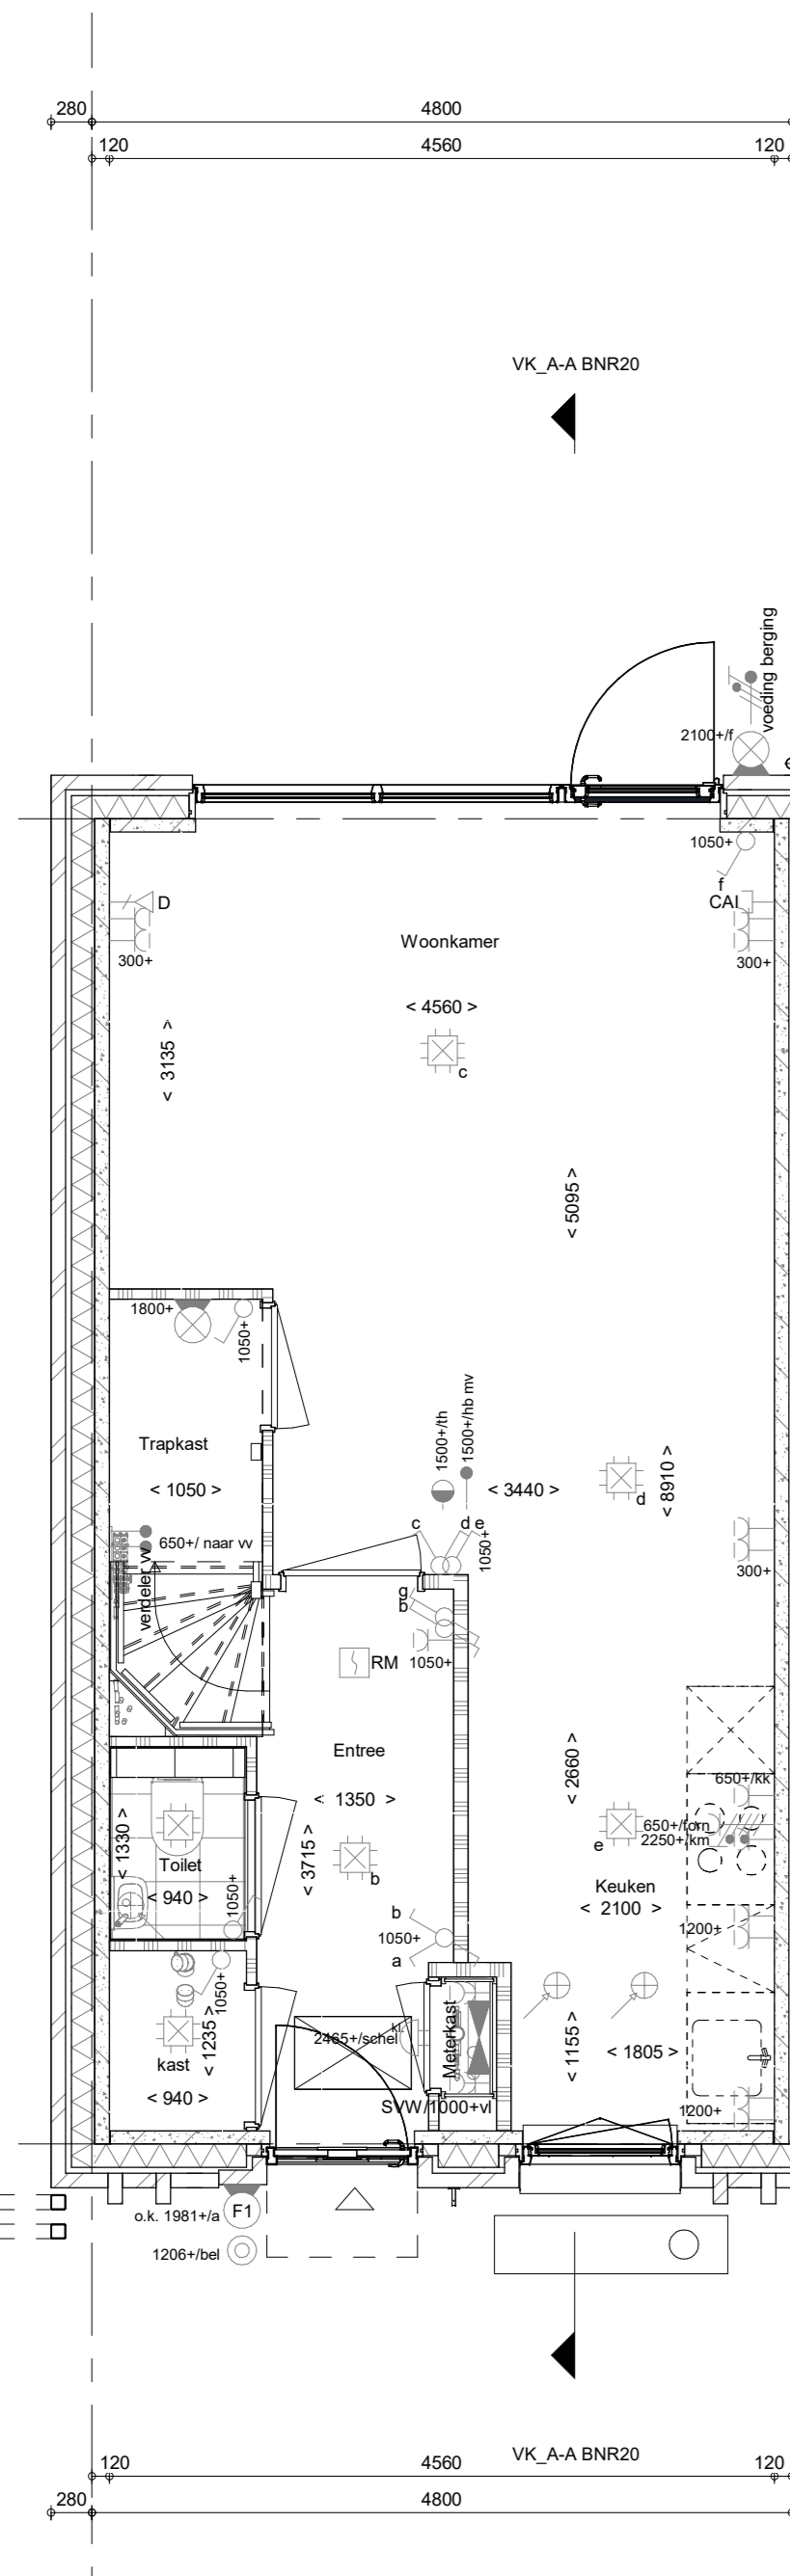 280
4800
120
4560
120
VK_A-A BNR20
voeding berging
2100+/f
1050+
f
CAI
D
300+
300+
Woonkamer
< 4560 >
< 3135 >
c
< 5095 >
1800+
1050+
Trapkast
< 1050 >
1500+/th
1500+/hb mv
< 3440 >
d
< 8910 >
c
d e
1050+
650+/ naar vv
verdeler vv
300+
g
b
1050+
RM
Entree
< 1350 >
< 2660 >
650+/kk
650+/forn
2250+/km
e
< 1330 >
Toilet
< 940 >
1050+
< 3715 >
b
Keuken
< 2100 >
b
1050+
a
1200+
1050+
< 1235 >
kast
< 940 >
kl.
2465+/schel
Meterkast
< 1155 >
< 1805 >
SVW/1000+vl
1200+
o.k. 1981+/a
F1
1206+/bel
VK_A-A BNR20
120
4560
120
280
4800